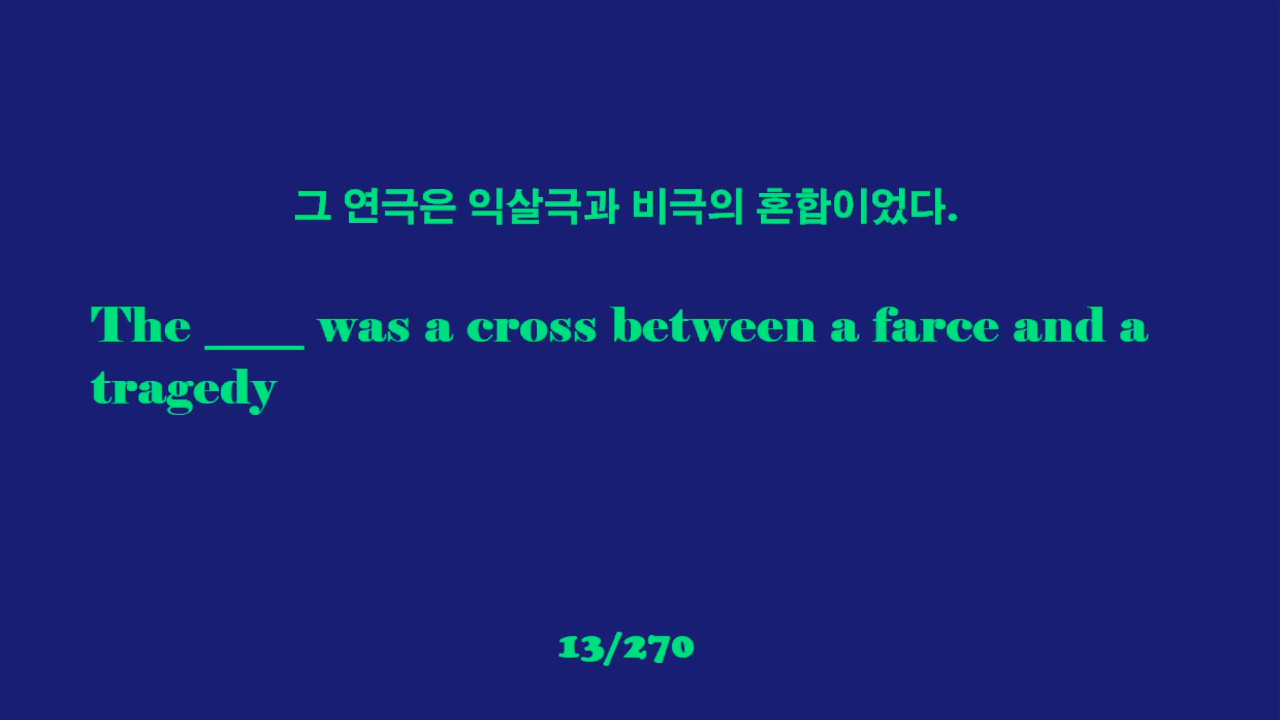 그 연극은 익살극과 비극의 혼합이었다.
The ____ was a cross between a farce and a
tragedy
13/270